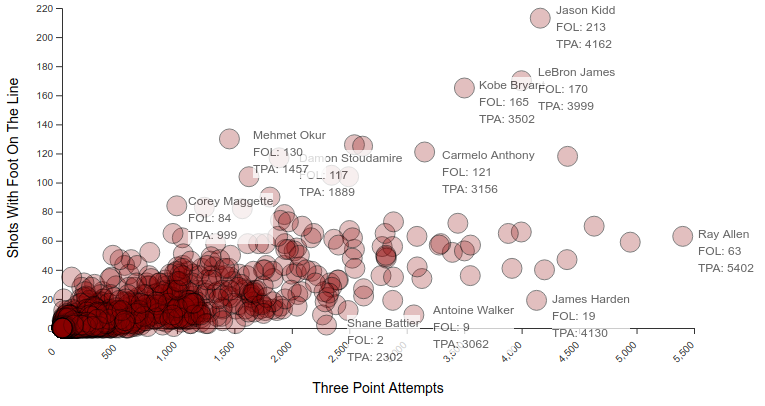 Shots With Foot On The Line
220
200
180
160
140
120
100
80
60
40
20
0
Jason Kidd
FOL: 213
TPA: 4162
LeBron James
FOL: 170
TPA: 3999
Kobe Bryant
FOL: 165
TPA: 3502
Mehmet Okur
FOL: 130
TPA: 1457
Damon Stoudamire
FOL: 117
TPA: 1889
Carmelo Anthony
FOL: 121
TPA: 3156
Corey Maggette
FOL: 84
TPA: 999
Ray Allen
FOL: 63
TPA: 5402
James Harden
FOL: 19
TPA: 4130
Antoine Walker
FOL: 9
TPA: 3062
Shane Battier
FOL: 2
TPA: 2302
0
500
1,000
1,500
2,000
2,500
3,000
3,500
4,000
4,500
5,000
5,500
Three Point Attempts